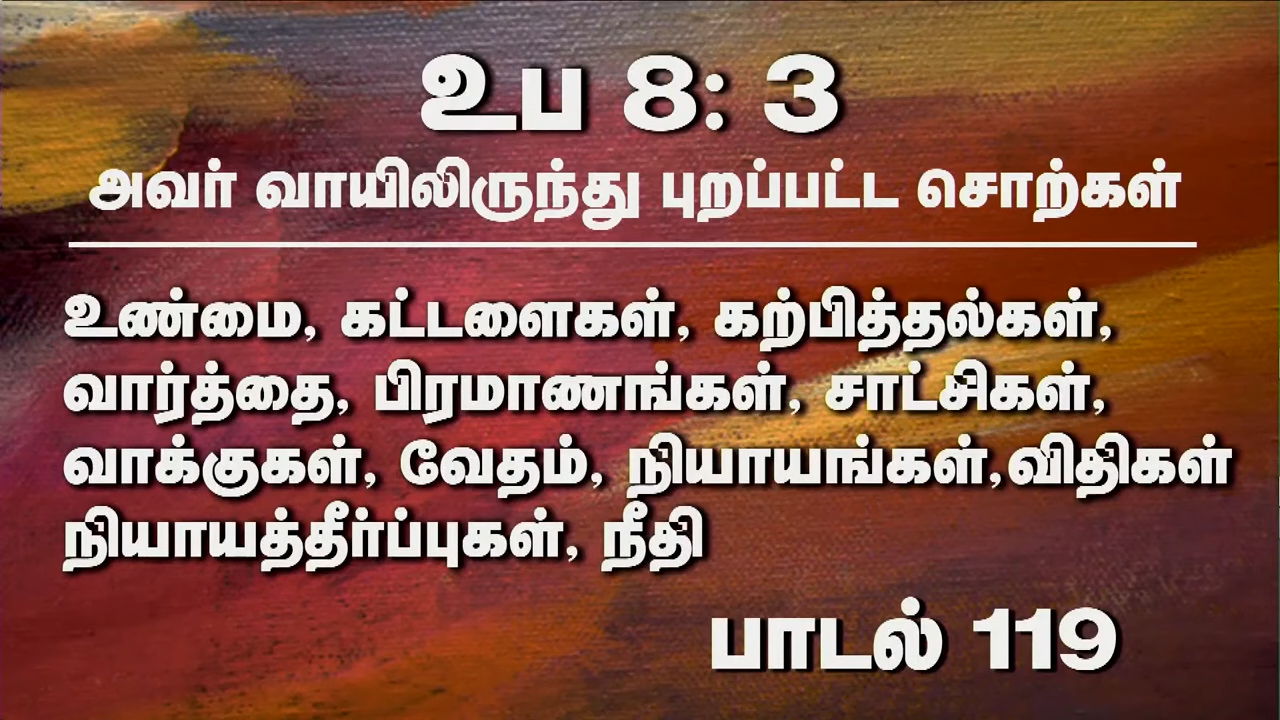 உப 8: 3
அவர் வாயிலிருந்து புறப்பட்ட சொற்கள்
உண்மை, கட்டளைகள், கற்பித்தல்கள்,
வார்த்தை, பிரமாணங்கள், சாட்சிகள்,
வாக்குகள், வேதம், நியாயங்கள்,விதிகள்
நியாயத்தீர்ப்புகள், நீதி
பாடல் 119